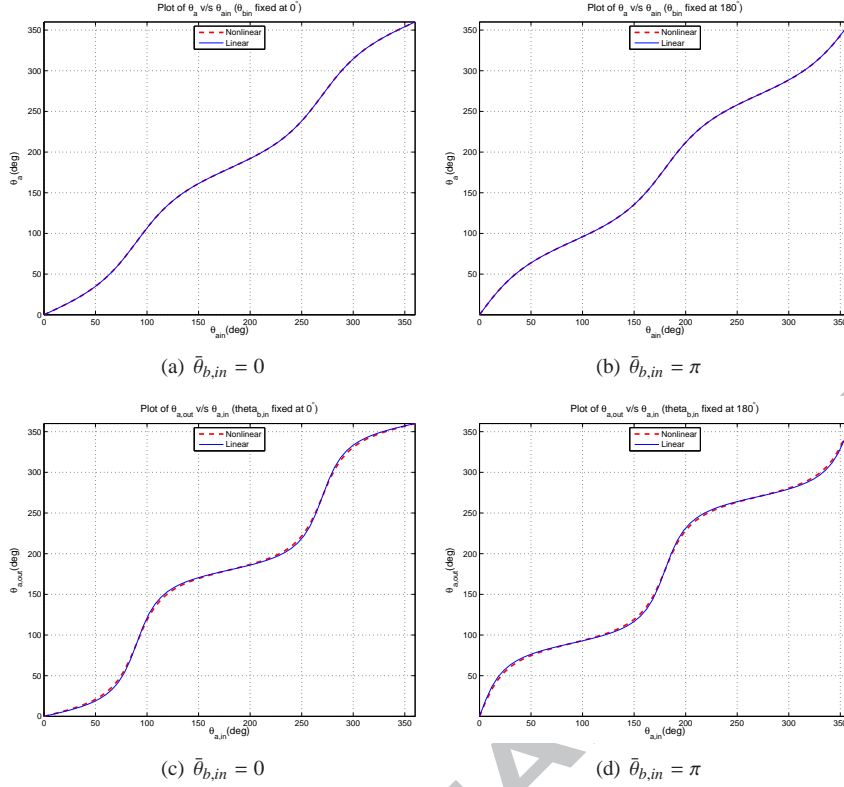 Plot of θa v/s θain (θbin fixed at 0°)
Nonlinear
Linear
350
300
250
200
150
100
50
0
θa(deg)
0 50 100 150 200 250 300 350
θain(deg)
(a) θ̄b,in = 0
Plot of θa v/s θain (θbin fixed at 180°)
Nonlinear
Linear
350
300
250
200
150
100
50
0
θa(deg)
0 50 100 150 200 250 300 350
θain(deg)
(b) θ̄b,in = π
Plot of θa,out v/s θa,in (thetab,in fixed at 0°)
Nonlinear
Linear
350
300
250
200
150
100
50
0
θa,out(deg)
0 50 100 150 200 250 300 350
θa,in(deg)
(c) θ̄b,in = 0
Plot of θa,out v/s θa,in (thetab,in fixed at 180°)
Nonlinear
Linear
350
300
250
200
150
100
50
0
θa,out(deg)
0 50 100 150 200 250 300 350
θa,in(deg)
(d) θ̄b,in = π